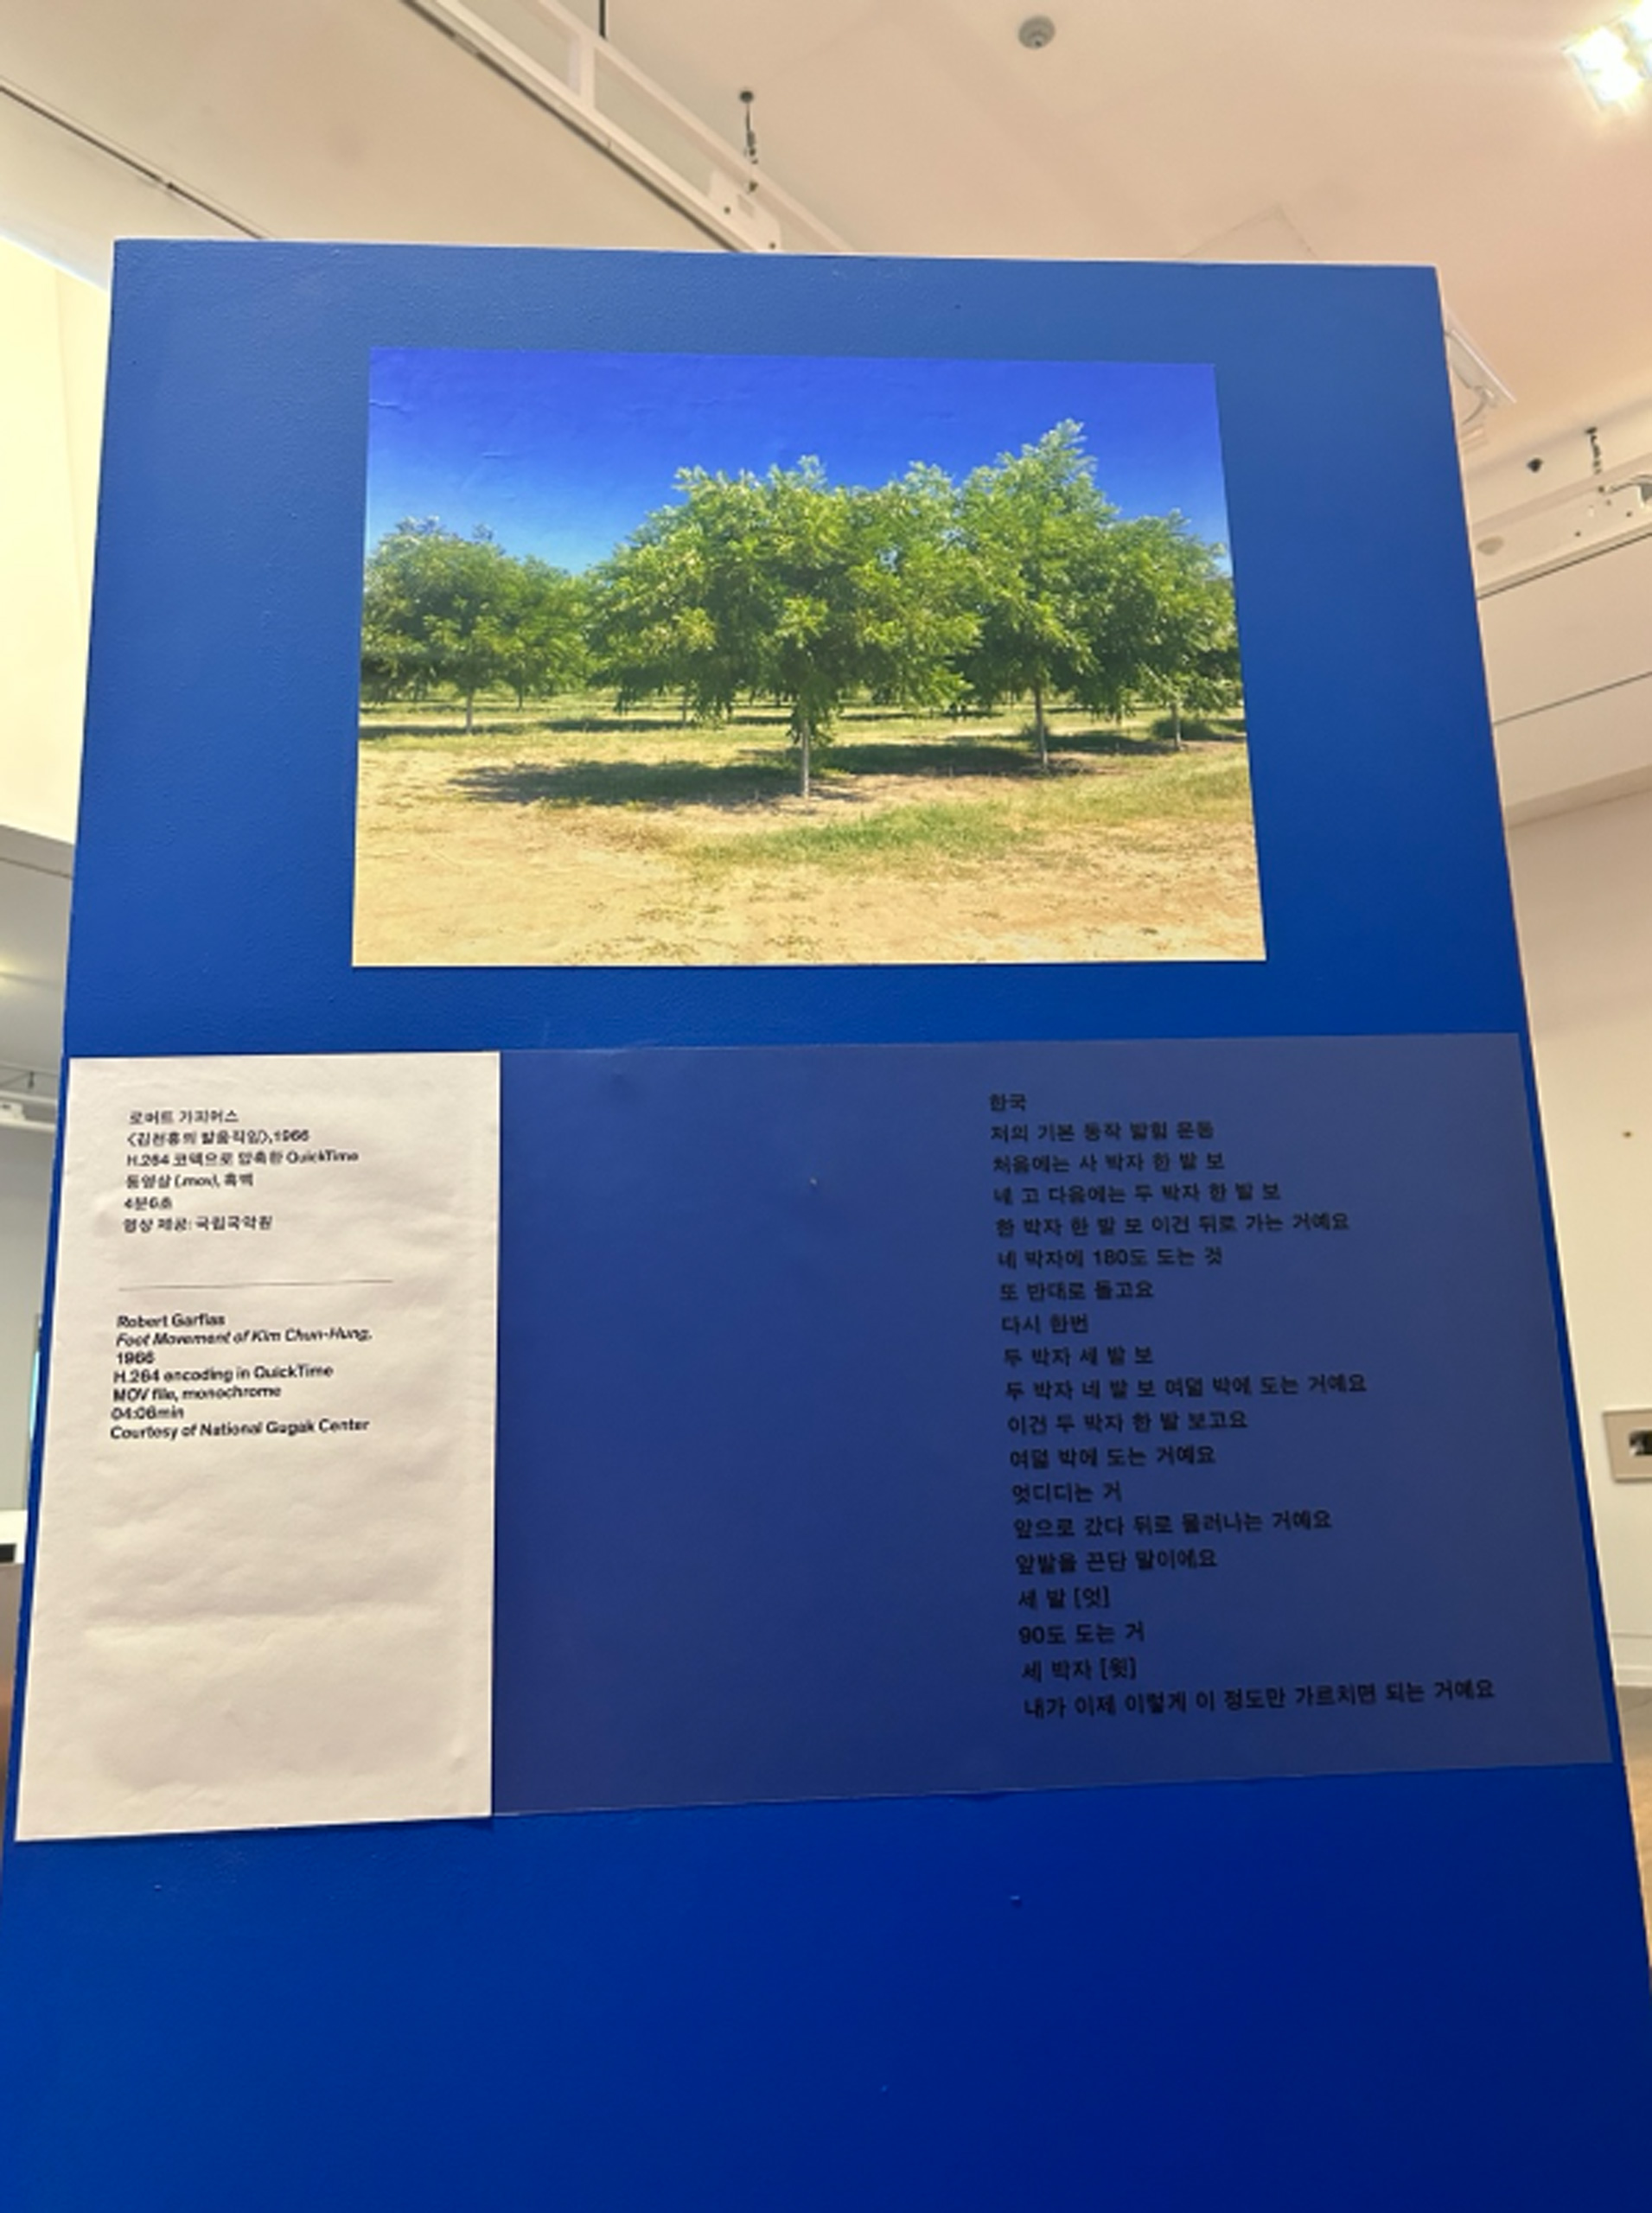 로버트 가피어스
<김천흥의 발움직임>,1966
H.264 코덱으로 압축한 QuickTime
동영상 (.mov), 흑백
4분6초
영상 제공: 국립국악원
Robert Garfias
Foot Movement of Kim Chun-Hung,
1966
H.264 encoding in QuickTime
MOV file, monochrome
04:06min
Courtesy of National Gugak Center
한국
저의 기본 동작 발힘 운동
처음에는 사 박자 한 발 보
네 고 다음에는 두 박자 한 발 보
한 박자 한 발 보 이건 뒤로 가는 거예요
네 박자에 180도 도는 것
또 반대로 돌고요
다시 한번
두 박자 세 발 보
두 박자 네 발 보 여덟 박에 도는 거예요
이건 두 박자 한 발 보고요
여덟 박에 도는 거예요
엇디디는 거
앞으로 갔다 뒤로 물러나는 거예요
앞발을 끈단 말이에요
세 발 [엇]
90도 도는 거
세 박자 [윗]
내가 이제 이렇게 이 정도만 가르치면 되는 거예요